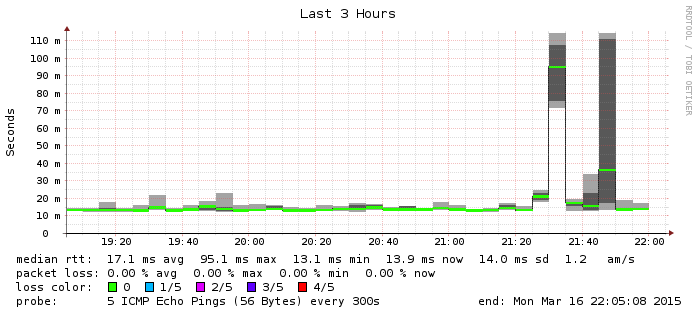 Last 3 Hours
RRDTOOL / TOBI OETIKER
Seconds
110 m
100 m
90 m
80 m
70 m
60 m
50 m
40 m
30 m
20 m
10 m
0
19:20 19:40 20:00 20:20 20:40 21:00 21:20 21:40 22:00
median rtt: 17.1 ms avg 95.1 ms max 13.1 ms min 13.9 ms now 14.0 ms sd 1.2 am/s
packet loss: 0.00 % avg 0.00 % max 0.00 % min 0.00 % now
loss color: 0 1/5 2/5 3/5 4/5
probe: 5 ICMP Echo Pings (56 Bytes) every 300s end: Mon Mar 16 22:05:08 2015